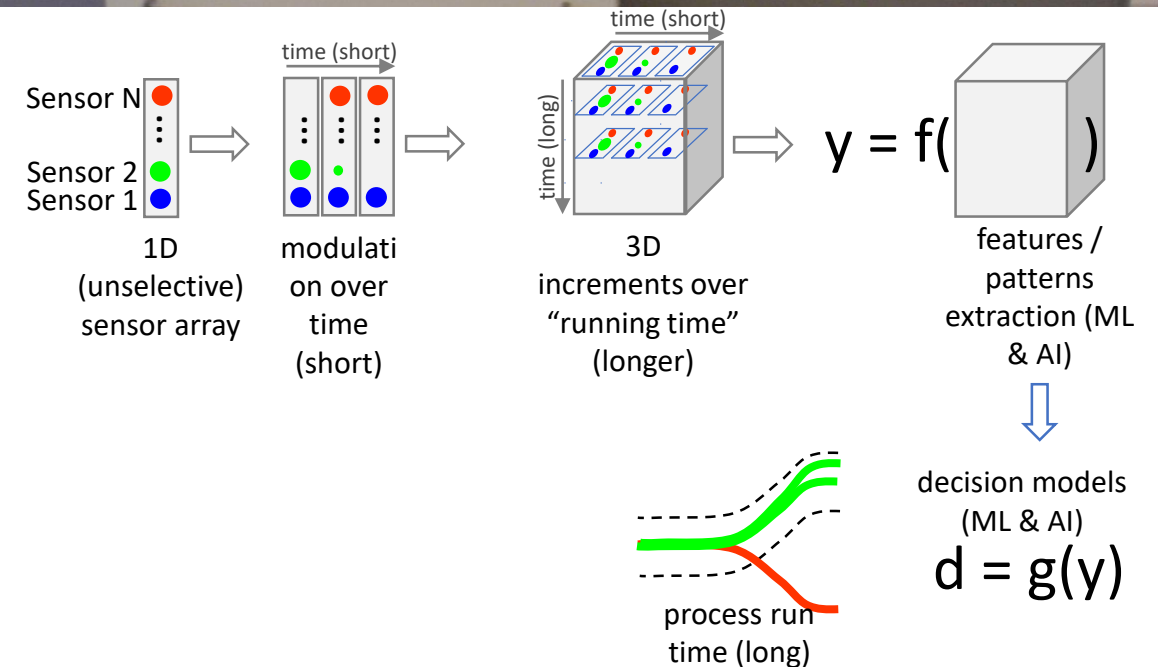 time (short)
time (short)
Sensor N
Sensor 2
Sensor 1
time (long)
y = f( )
1D
(unselective)
sensor array
modulati
on over
time
(short)
3D
increments over
“running time”
(longer)
features /
patterns
extraction (ML
& AI)
decision models
(ML & AI)
d = g(y)
process run
time (long)